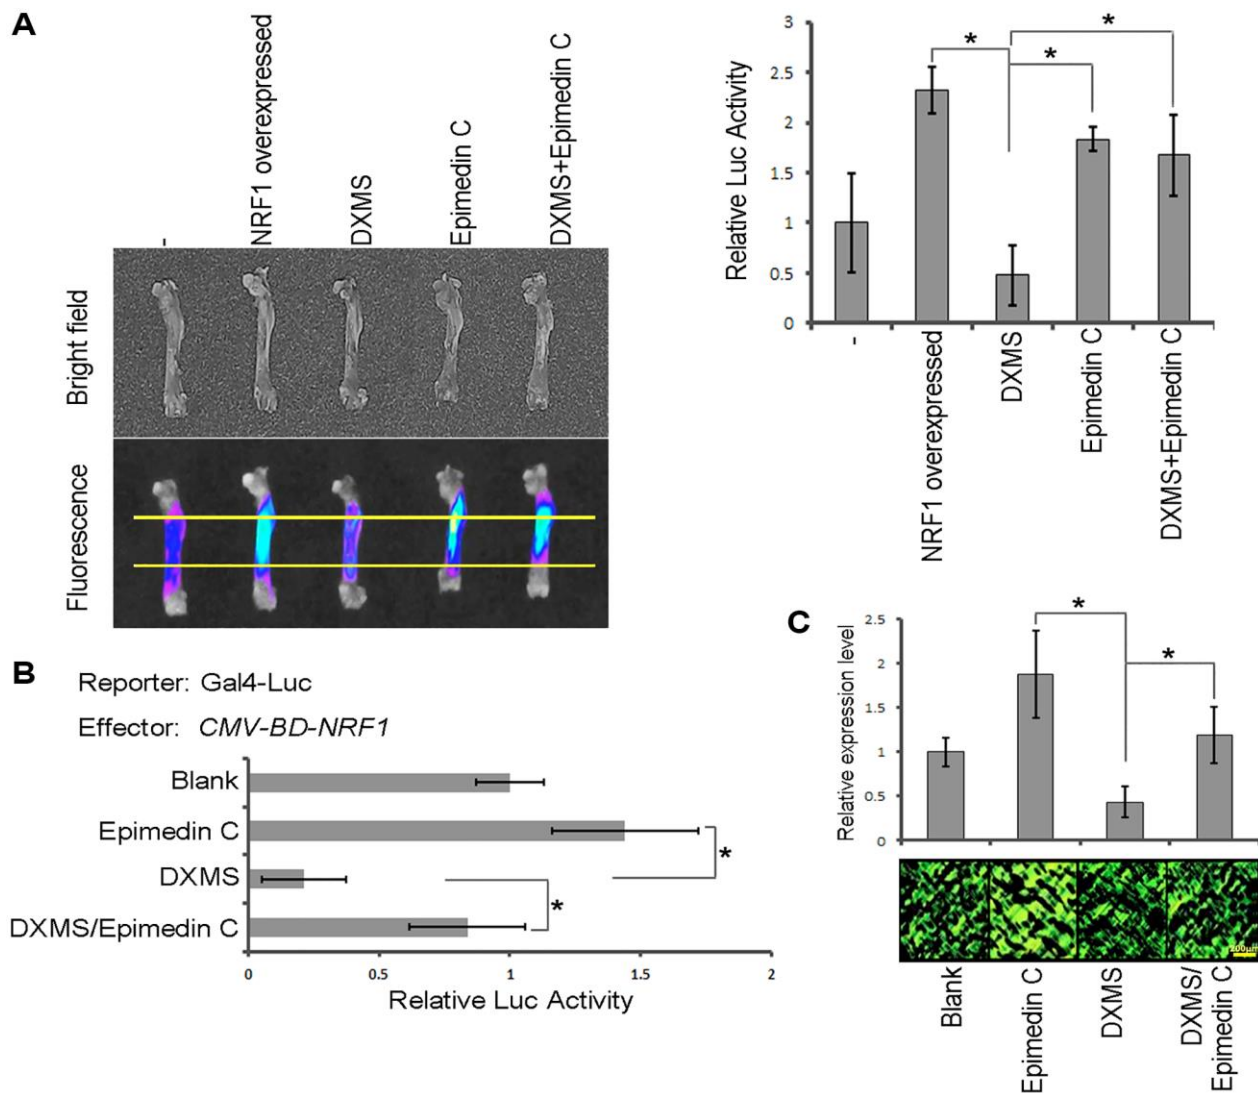 A
-
NRF1 overexpressed
DXMS
Epimedin C
DXMS+Epimedin C
Bright field
Fluorescence
Relative Luc Activity
3
2.5
2
1.5
1
0.5
0
*
*
*
-
NRF1 overexpressed
DXMS
Epimedin C
DXMS+Epimedin C
B
Reporter: Gal4-Luc
Effector: CMV-BD-NRF1
Blank
Epimedin C
DXMS
DXMS/Epimedin C
*
*
0
0.5
1
1.5
2
Relative Luc Activity
C
Relative expression level
2.5
2
1.5
1
0.5
0
*
*
200μm
Blank
Epimedin C
DXMS
DXMS/
Epimedin C